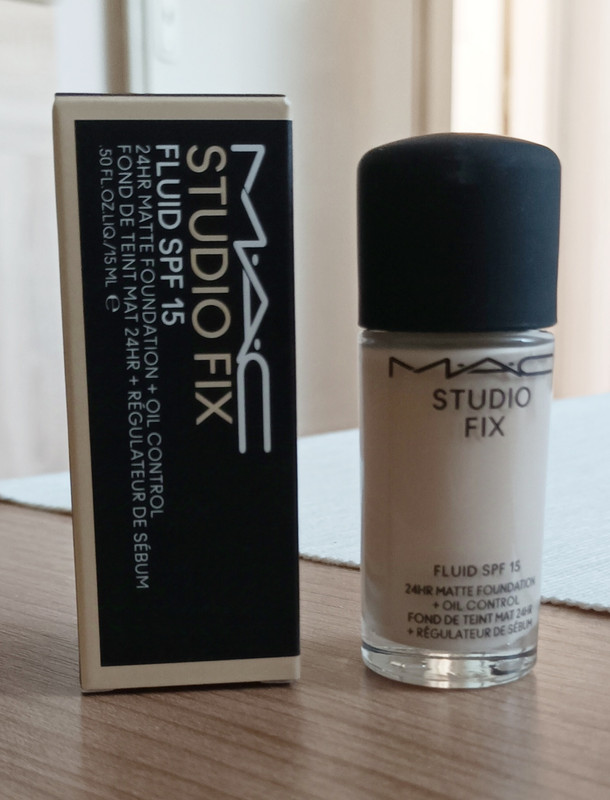 M·A·C
STUDIO FIX
FLUID SPF 15
24HR MATTE FOUNDATION + OIL CONTROL
FOND DE TEINT MAT 24HR + RÉGULATEUR DE SÉBUM
.50 FL.OZ.LIQ./15 ML ℮
M·A·C
STUDIO
FIX
FLUID SPF 15
24HR MATTE FOUNDATION
+ OIL CONTROL
FOND DE TEINT MAT 24HR
+ RÉGULATEUR DE SÉBUM